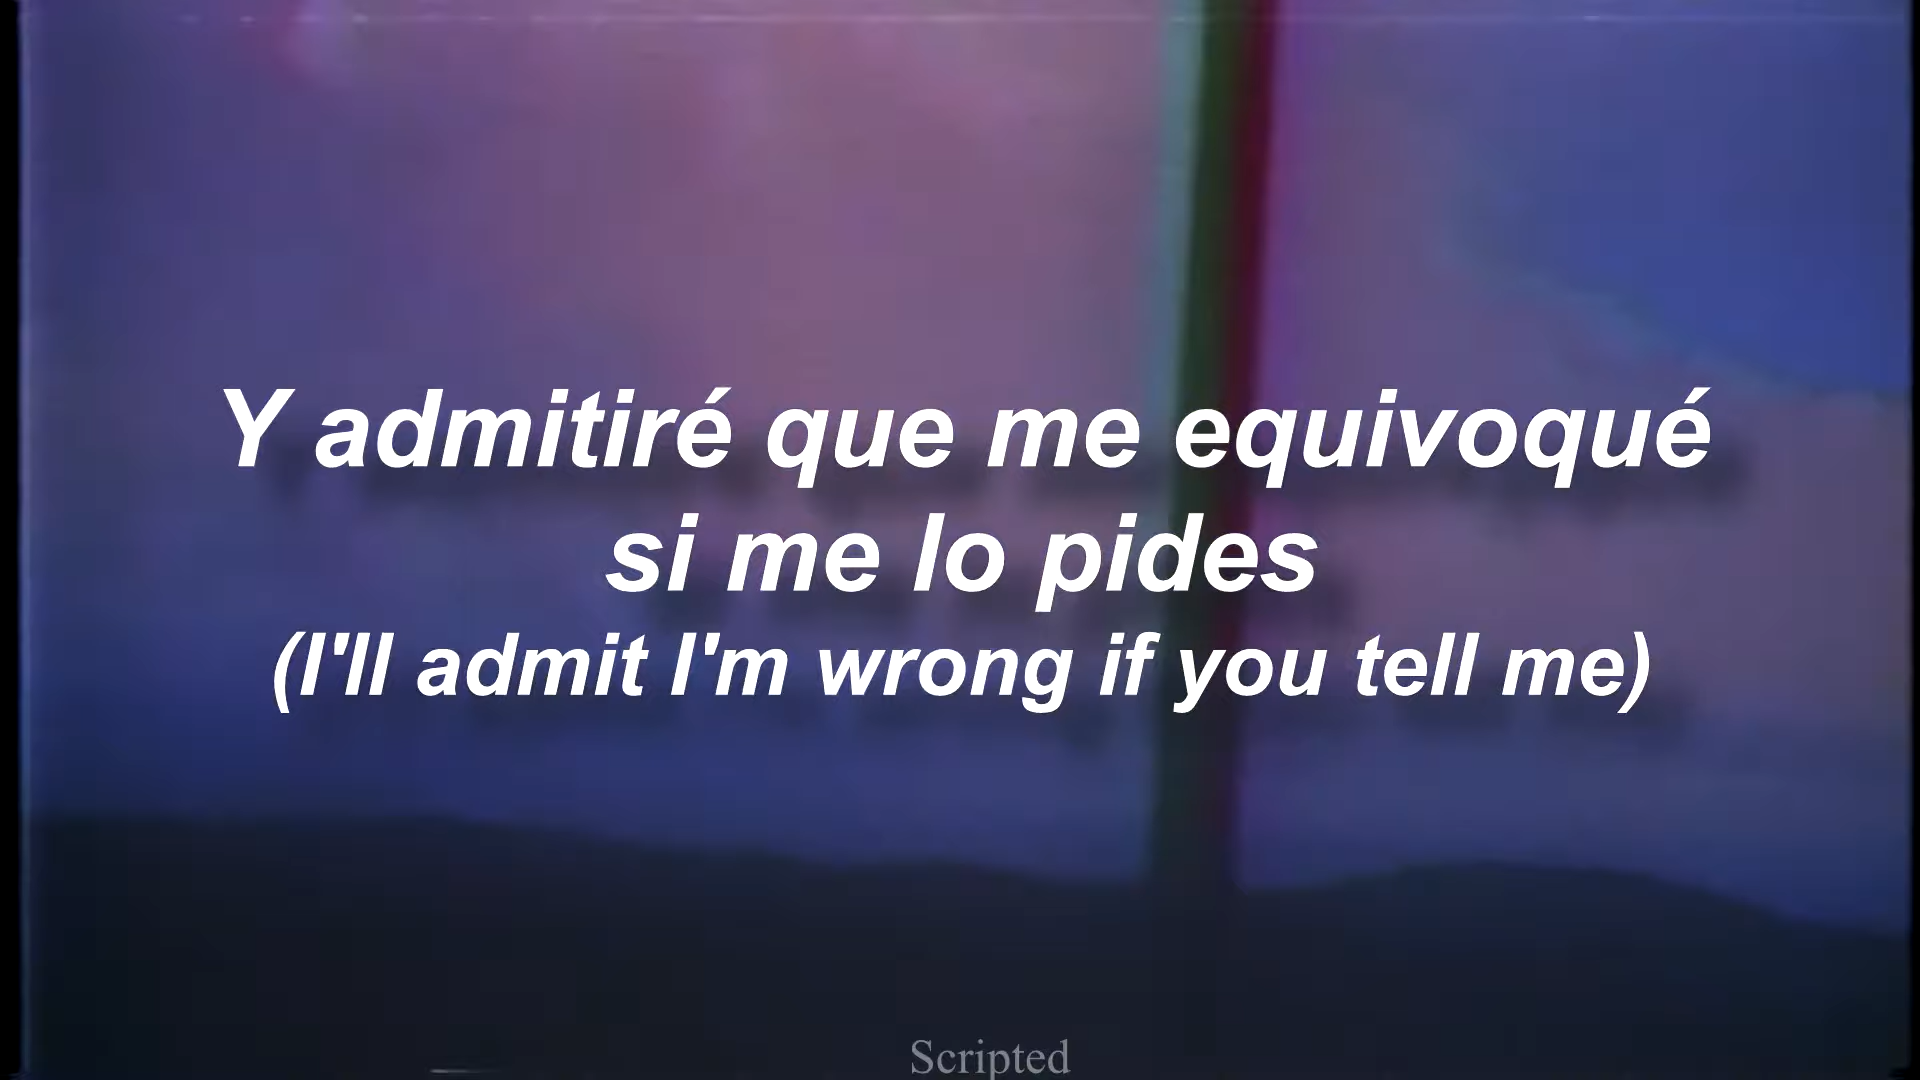 Y admitiré que me equivoqué
si me lo pides
(I'll admit I'm wrong if you tell me)
Scripted